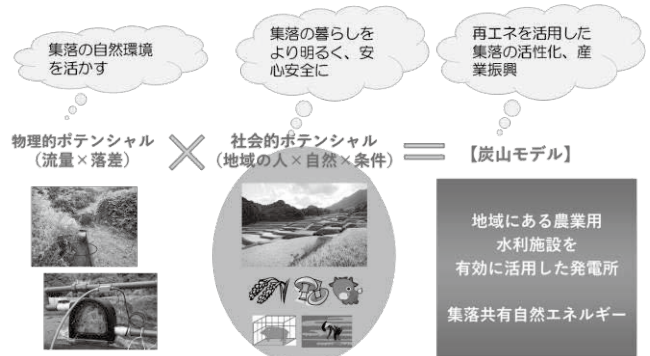 集落の自然環境
を活かす
集落の暮らしを
より明るく、安
心安全に
再エネを活用した
集落の活性化、産
業振興
物理的ポテンシャル
（流量×落差）
×
社会的ポテンシャル
（地域の人×自然×条件）
＝
【炭山モデル】
地域にある農業用
水利施設を
有効に活用した発電所
集落共有自然エネルギー